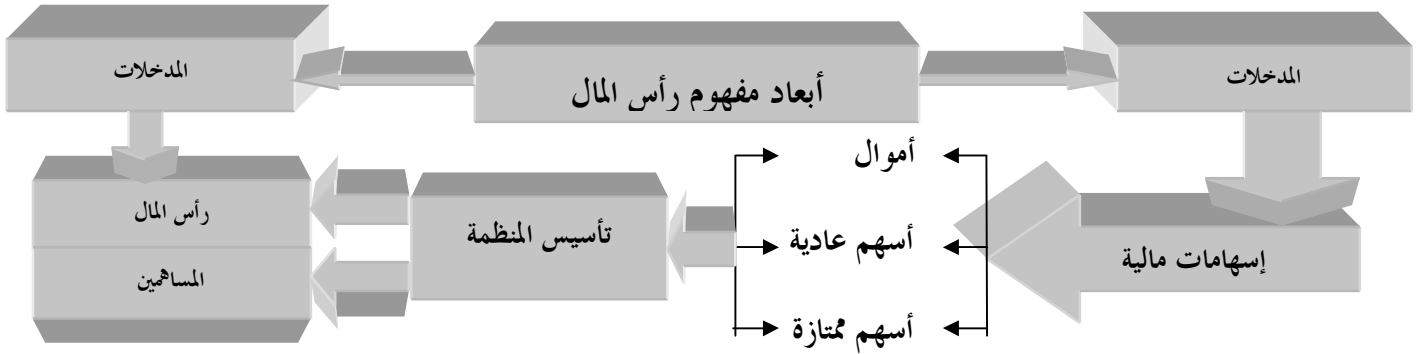 أبعاد مفهوم رأس المال
المدخلات
المدخلات
إسهامات مالية
أموال
أسهم عادية
أسهم ممتازة
تأسيس المنظمة
رأس المال
المساهمين